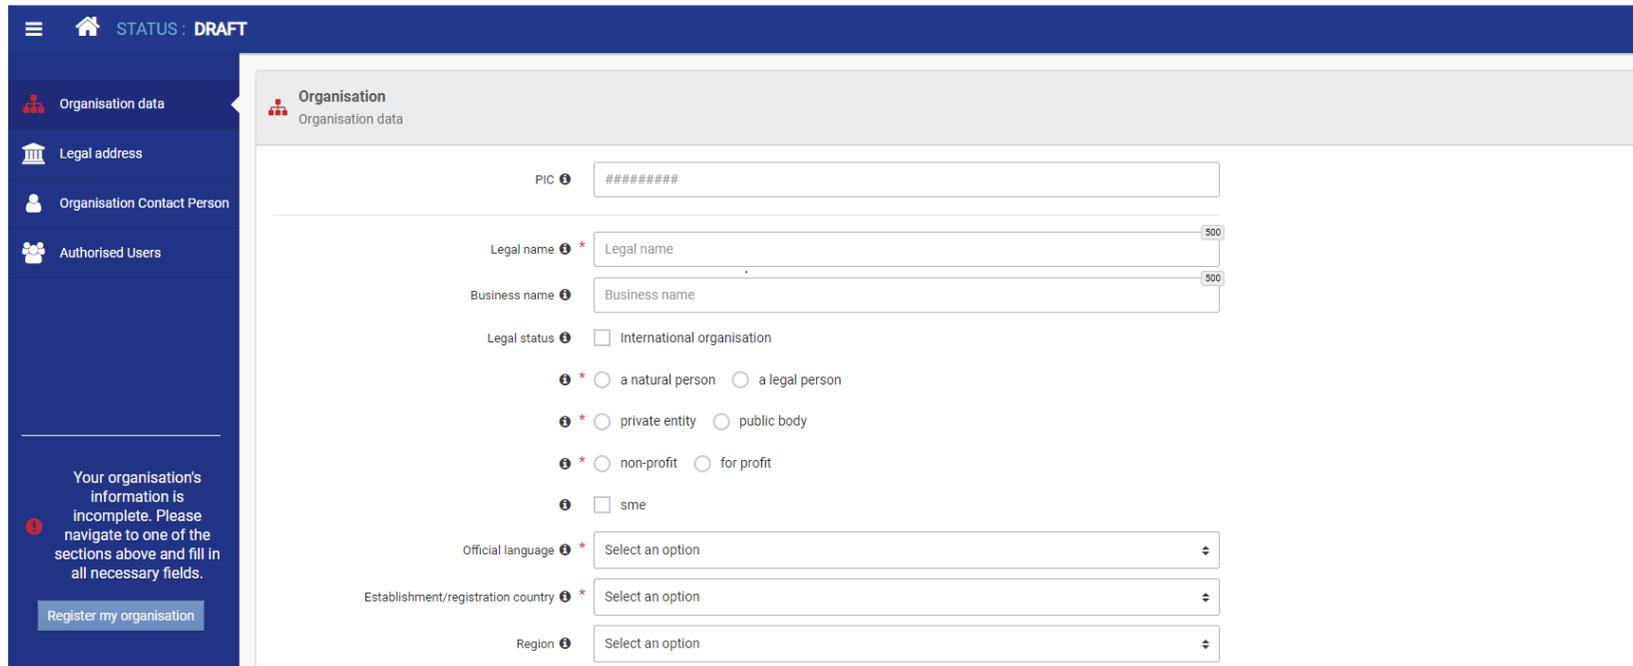 STATUS : DRAFT
Organisation data
Legal address
Organisation Contact Person
Authorised Users
Your organisation's
information is
incomplete. Please
navigate to one of the
sections above and fill in
all necessary fields.
Register my organisation
Organisation
Organisation data
PIC #########
Legal name * Legal name 500
Business name Business name 500
Legal status International organisation
* a natural person a legal person
* private entity public body
* non-profit for profit
sme
Official language * Select an option
Establishment/registration country * Select an option
Region Select an option